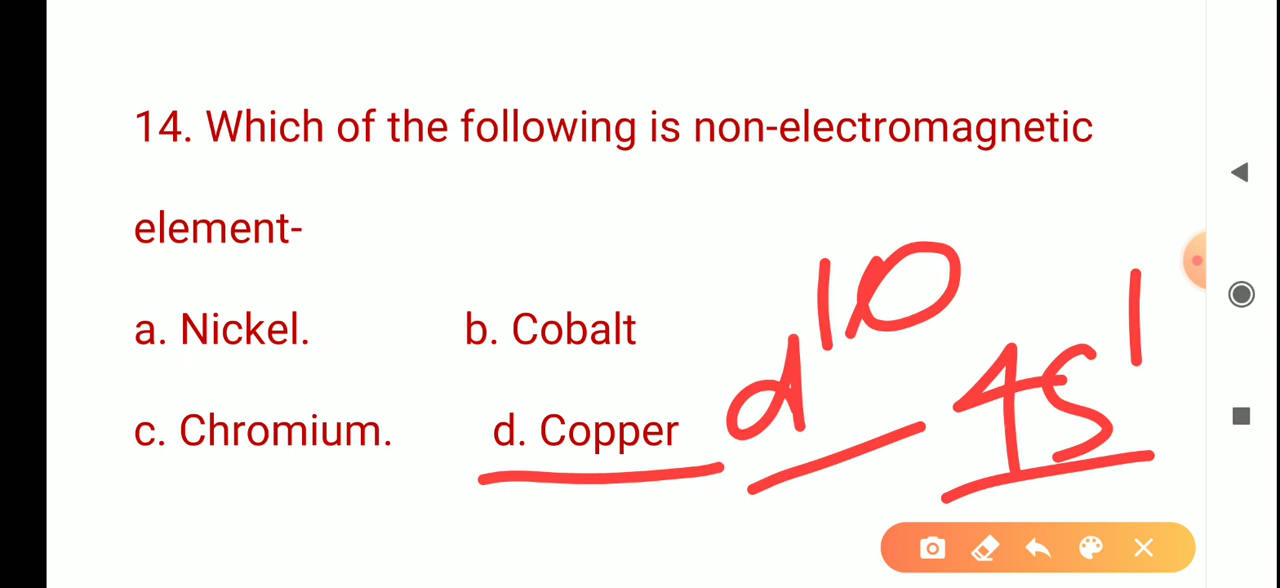 14. Which of the following is non-electromagnetic
element-
a. Nickel. b. Cobalt
c. Chromium. d. Copper
d¹⁰ 4s¹